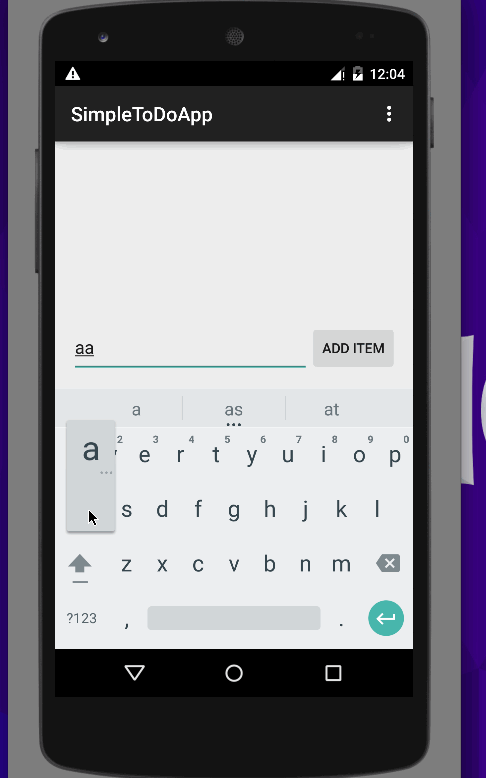 12:04
SimpleToDoApp
aa
ADD ITEM
a as at
2 3 4 5 6 7 8 9 0
e r t y u i o p
a s d f g h j k l
z x c v b n m
?123 , .